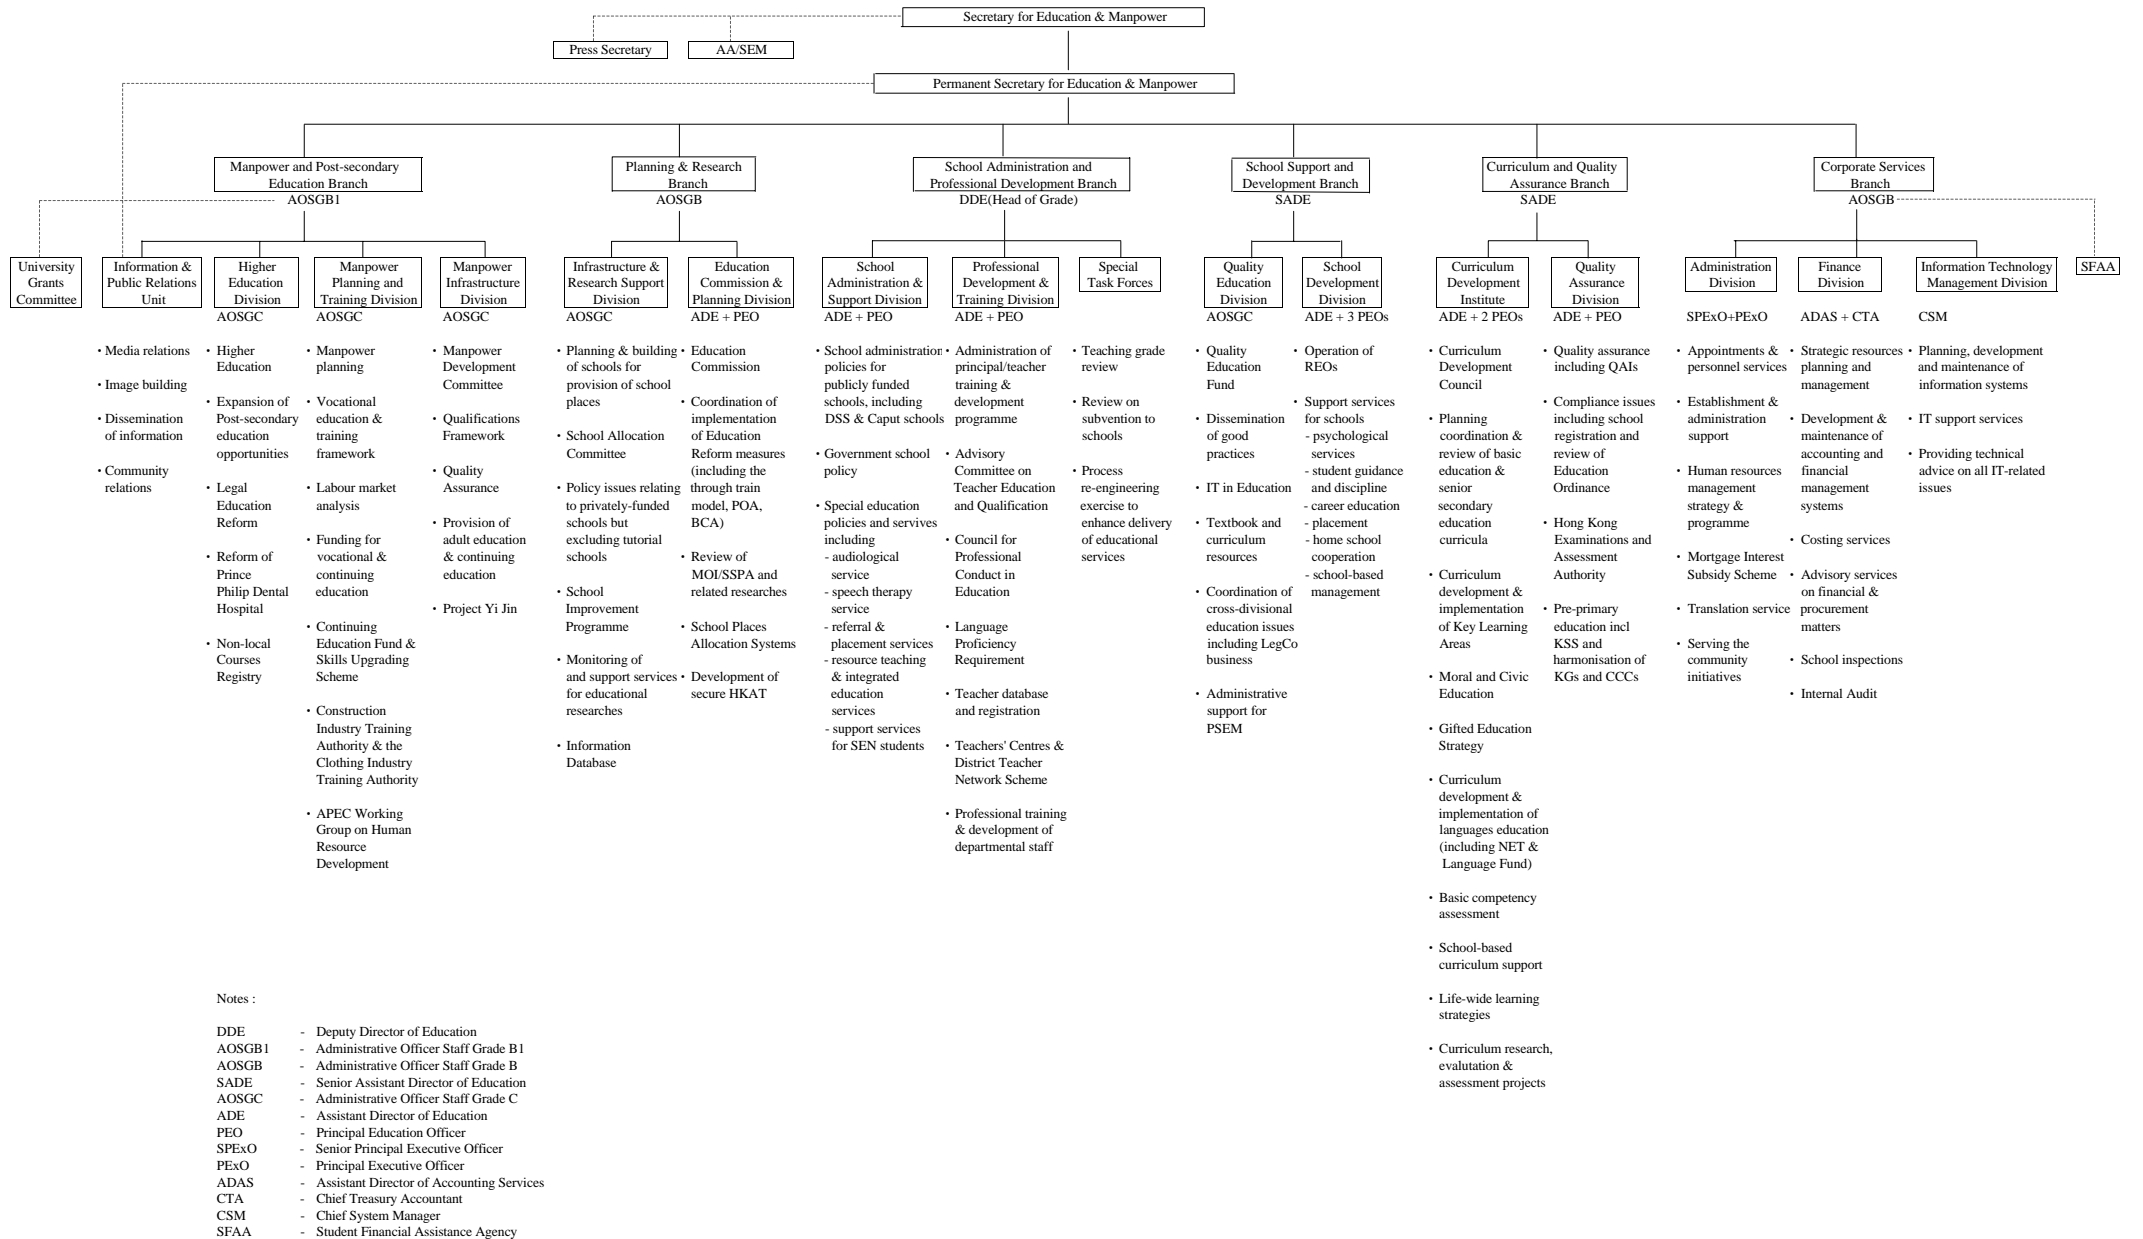 Secretary for Education & Manpower
Press Secretary
AA/SEM
Permanent Secretary for Education & Manpower
Manpower and Post-secondary
Education Branch
AOSGB1
Planning & Research
Branch
AOSGB
School Administration and
Professional Development Branch
DDE(Head of Grade)
School Support and
Development Branch
SADE
Curriculum and Quality
Assurance Branch
SADE
Corporate Services
Branch
AOSGB
University
Grants
Committee
Information &
Public Relations
Unit
• Media relations
• Image building
• Dissemination
of information
• Community
relations
Higher
Education
Division
AOSGC
• Higher
Education
• Expansion of
Post-secondary
education
opportunities
• Legal
Education
Reform
• Reform of
Prince
Philip Dental
Hospital
• Non-local
Courses
Registry
Manpower
Planning and
Training Division
AOSGC
• Manpower
planning
• Vocational
education &
training
framework
• Labour market
analysis
• Funding for
vocational &
continuing
education
• Continuing
Education Fund &
Skills Upgrading
Scheme
• Construction
Industry Training
Authority & the
Clothing Industry
Training Authority
• APEC Working
Group on Human
Resource
Development
Manpower
Infrastructure
Division
AOSGC
• Manpower
Development
Committee
• Qualifications
Framework
• Quality
Assurance
• Provision of
adult education
& continuing
education
• Project Yi Jin
Infrastructure &
Research Support
Division
AOSGC
• Planning & building
of schools for
provision of school
places
• School Allocation
Committee
• Policy issues relating
to privately-funded
schools but
excluding tutorial
schools
• School
Improvement
Programme
• Monitoring of
and support services
for educational
researches
• Information
Database
Education
Commission &
Planning Division
ADE + PEO
• Education
Commission
• Coordination of
implementation
of Education
Reform measures
(including the
through train
model, POA,
BCA)
• Review of
MOI/SSPA and
related researches
• School Places
Allocation Systems
• Development of
secure HKAT
School
Administration &
Support Division
ADE + PEO
• School administration
policies for
publicly funded
schools, including
DSS & Caput schools
• Government school
policy
• Special education
policies and servives
including
- audiological
service
- speech therapy
service
- referral &
placement services
- resource teaching
& integrated
education
services
- support services
for SEN students
Professional
Development &
Training Division
ADE + PEO
• Administration of
principal/teacher
training &
development
programme
• Advisory
Committee on
Teacher Education
and Qualification
• Council for
Professional
Conduct in
Education
• Language
Proficiency
Requirement
• Teacher database
and registration
• Teachers' Centres &
District Teacher
Network Scheme
• Professional training
& development of
departmental staff
Special
Task Forces
• Teaching grade
review
• Review on
subvention to
schools
• Process
re-engineering
exercise to
enhance delivery
of educational
services
Quality
Education
Division
AOSGC
• Quality
Education
Fund
• Dissemination
of good
practices
• IT in Education
• Textbook and
curriculum
resources
• Coordination of
cross-divisional
education issues
including LegCo
business
• Administrative
support for
PSEM
School
Development
Division
ADE + 3 PEOs
• Operation of
REOs
• Support services
for schools
- psychological
services
- student guidance
and discipline
- career education
- placement
- home school
cooperation
- school-based
management
Curriculum
Development
Institute
ADE + 2 PEOs
• Curriculum
Development
Council
• Planning
coordination &
review of basic
education &
senior
secondary
education
curricula
• Curriculum
development &
implementation
of Key Learning
Areas
• Moral and Civic
Education
• Gifted Education
Strategy
• Curriculum
development &
implementation of
languages education
(including NET &
Language Fund)
• Basic competency
assessment
• School-based
curriculum support
• Life-wide learning
strategies
• Curriculum research,
evalutation &
assessment projects
Quality
Assurance
Division
ADE + PEO
• Quality assurance
including QAIs
• Compliance issues
including school
registration and
review of
Education
Ordinance
• Hong Kong
Examinations and
Assessment
Authority
• Pre-primary
education incl
KSS and
harmonisation of
KGs and CCCs
Administration
Division
SPExO+PExO
• Appointments &
personnel services
• Establishment &
administration
support
• Human resources
management
strategy &
programme
• Mortgage Interest
Subsidy Scheme
• Translation service
• Serving the
community
initiatives
Finance
Division
ADAS + CTA
• Strategic resources
planning and
management
• Development &
maintenance of
accounting and
financial
management
systems
• Costing services
• Advisory services
on financial &
procurement
matters
• School inspections
• Internal Audit
Information Technology
Management Division
CSM
• Planning, development
and maintenance of
information systems
• IT support services
• Providing technical
advice on all IT-related
issues
SFAA
Notes :
DDE - Deputy Director of Education
AOSGB1 - Administrative Officer Staff Grade B1
AOSGB - Administrative Officer Staff Grade B
SADE - Senior Assistant Director of Education
AOSGC - Administrative Officer Staff Grade C
ADE - Assistant Director of Education
PEO - Principal Education Officer
SPExO - Senior Principal Executive Officer
PExO - Principal Executive Officer
ADAS - Assistant Director of Accounting Services
CTA - Chief Treasury Accountant
CSM - Chief System Manager
SFAA - Student Financial Assistance Agency